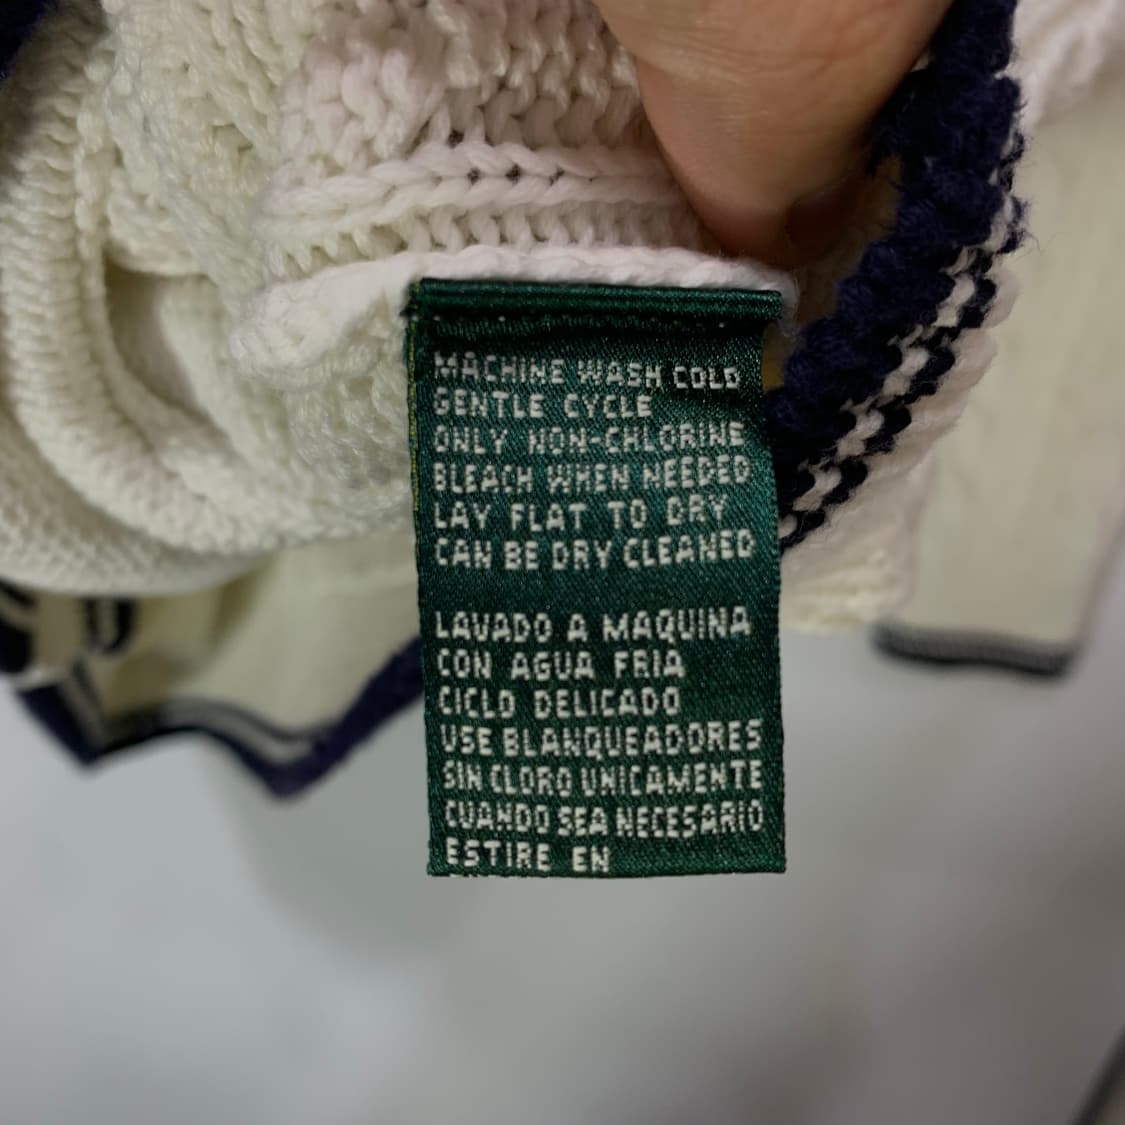 MACHINE WASH COLD
GENTLE CYCLE
ONLY NON-CHLORINE
BLEACH WHEN NEEDED
LAY FLAT TO DRY
CAN BE DRY CLEANED
LAVADO A MAQUINA
CON AGUA FRIA
CICLO DELICADO
USE BLANQUEADORES
SIN CLORO UNICAMENTE
CUANDO SEA NECESARIO
ESTIRE EN